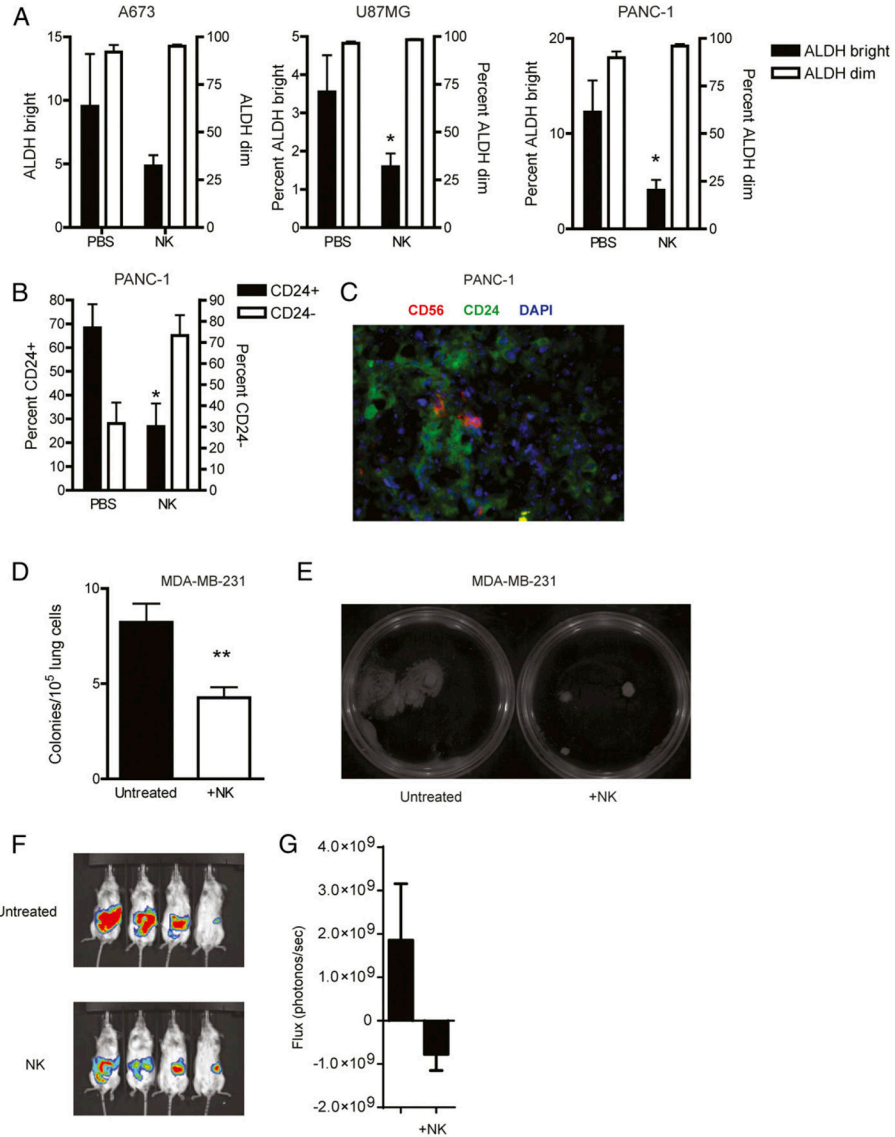 A
A673
U87MG
PANC-1
ALDH bright
15
10
5
0
100
75
50
25
0
ALDH dim
PBS
NK
Percent ALDH bright
5
4
3
2
1
0
*
100
75
50
25
0
Percent ALDH dim
PBS
NK
Percent ALDH bright
20
10
0
*
100
75
50
25
0
Percent ALDH dim
PBS
NK
ALDH bright
ALDH dim
B
PANC-1
CD24+
CD24-
Percent CD24+
80
70
60
50
40
30
20
10
0
*
90
80
70
60
50
40
30
20
10
0
Percent CD24-
PBS
NK
C
PANC-1
CD56 CD24 DAPI
D
MDA-MB-231
Colonies/10⁵ lung cells
10
5
0
**
Untreated
+NK
E
MDA-MB-231
Untreated
+NK
F
Untreated
NK
G
Flux (photonos/sec)
4.0×10⁹
3.0×10⁹
2.0×10⁹
1.0×10⁹
0
-1.0×10⁹
-2.0×10⁹
+NK